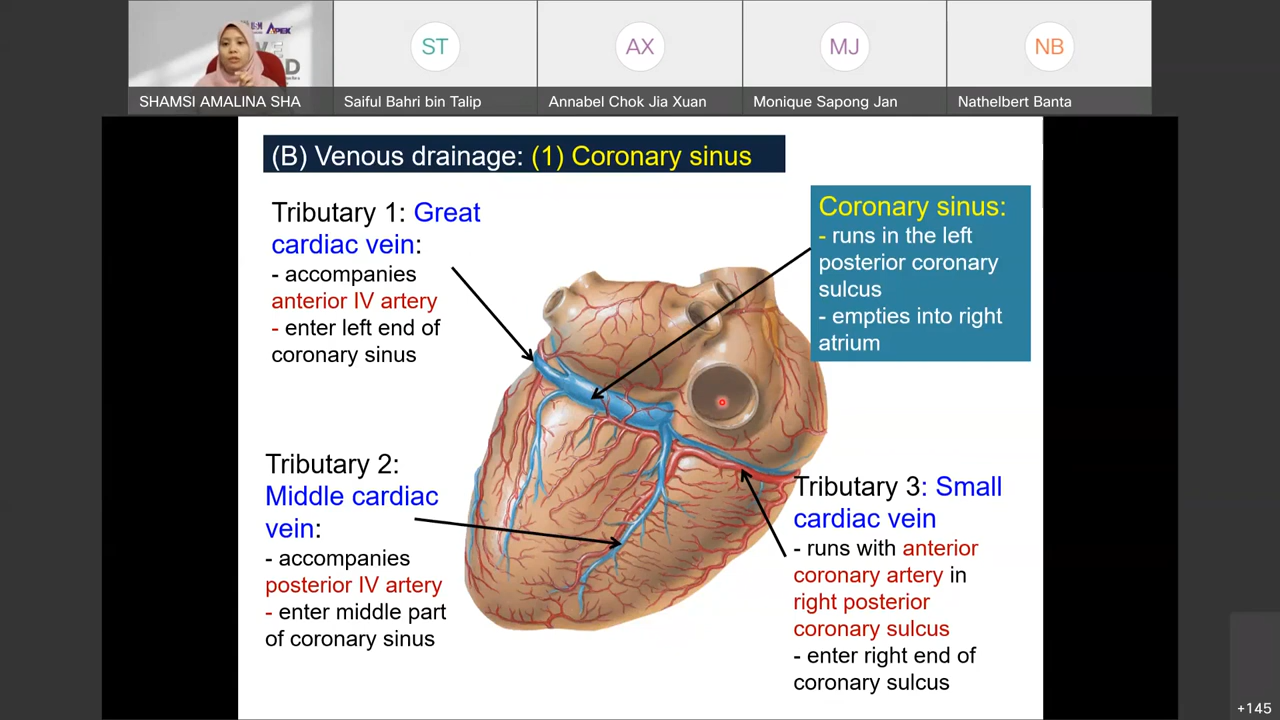 APEK
SHAMSI AMALINA SHA
ST
Saiful Bahri bin Talip
AX
Annabel Chok Jia Xuan
MJ
Monique Sapong Jan
NB
Nathelbert Banta
(B) Venous drainage: (1) Coronary sinus
Tributary 1: Great
cardiac vein:
- accompanies
anterior IV artery
- enter left end of
coronary sinus
Coronary sinus:
- runs in the left
posterior coronary
sulcus
- empties into right
atrium
Tributary 2:
Middle cardiac
vein:
- accompanies
posterior IV artery
- enter middle part
of coronary sinus
Tributary 3: Small
cardiac vein
- runs with anterior
coronary artery in
right posterior
coronary sulcus
- enter right end of
coronary sulcus
+145